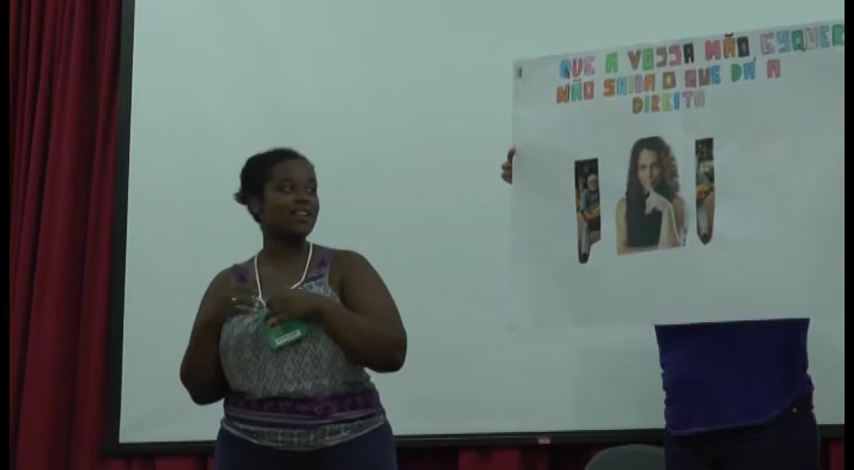 QUE A VOSSA MÃO ESQUER
NÃO SAIBA O QUE DÁ A
DIREITA